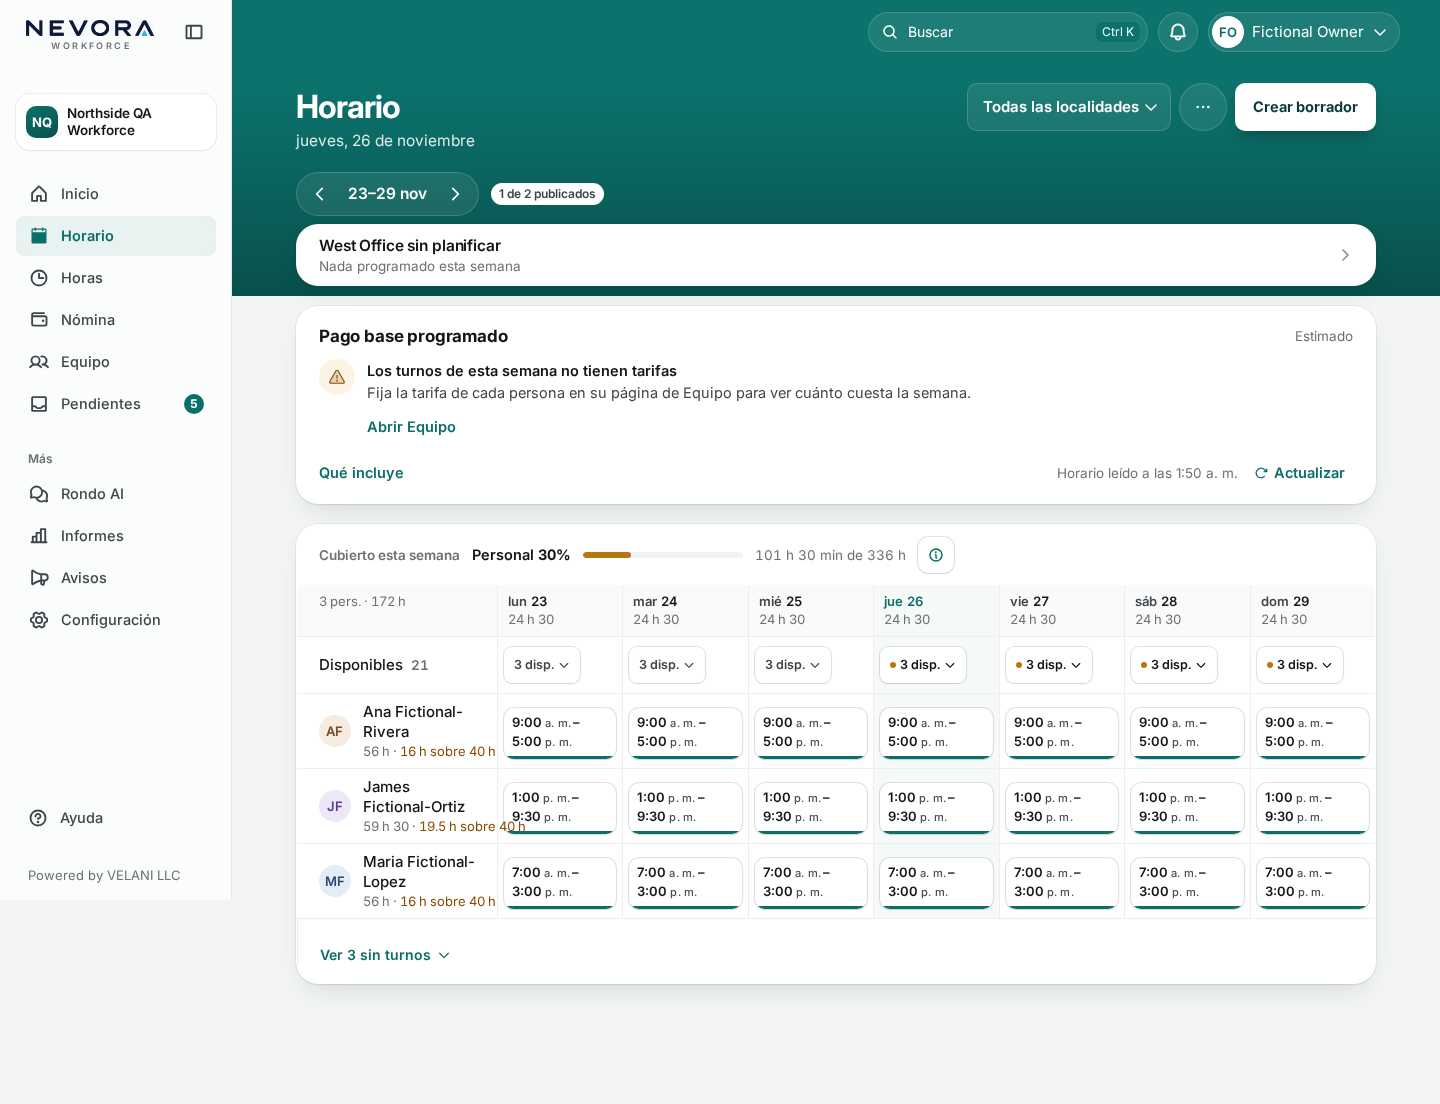 NEVORA
WORKFORCE
Buscar
Ctrl K
FO
Fictional Owner
NQ
Northside QA
Workforce
Inicio
Horario
Horas
Nómina
Equipo
Pendientes
5
Más
Rondo AI
Informes
Avisos
Configuración
Ayuda
Powered by VELANI LLC
Horario
jueves, 26 de noviembre
Todas las localidades
Crear borrador
23–29 nov
1 de 2 publicados
West Office sin planificar
Nada programado esta semana
Pago base programado
Estimado
Los turnos de esta semana no tienen tarifas
Fija la tarifa de cada persona en su página de Equipo para ver cuánto cuesta la semana.
Abrir Equipo
Qué incluye
Horario leído a las 1:50 a. m.
Actualizar
Cubierto esta semana
Personal 30%
101 h 30 min de 336 h
3 pers. · 172 h
lun 23
24 h 30
mar 24
24 h 30
mié 25
24 h 30
jue 26
24 h 30
vie 27
24 h 30
sáb 28
24 h 30
dom 29
24 h 30
Disponibles 21
3 disp.
3 disp.
3 disp.
3 disp.
3 disp.
3 disp.
3 disp.
AF
Ana Fictional-
Rivera
56 h · 16 h sobre 40 h
9:00 a. m. –
5:00 p. m.
9:00 a. m. –
5:00 p. m.
9:00 a. m. –
5:00 p. m.
9:00 a. m. –
5:00 p. m.
9:00 a. m. –
5:00 p. m.
9:00 a. m. –
5:00 p. m.
9:00 a. m. –
5:00 p. m.
JF
James
Fictional-Ortiz
59 h 30 · 19.5 h sobre 40 h
1:00 p. m. –
9:30 p. m.
1:00 p. m. –
9:30 p. m.
1:00 p. m. –
9:30 p. m.
1:00 p. m. –
9:30 p. m.
1:00 p. m. –
9:30 p. m.
1:00 p. m. –
9:30 p. m.
1:00 p. m. –
9:30 p. m.
MF
Maria Fictional-
Lopez
56 h · 16 h sobre 40 h
7:00 a. m. –
3:00 p. m.
7:00 a. m. –
3:00 p. m.
7:00 a. m. –
3:00 p. m.
7:00 a. m. –
3:00 p. m.
7:00 a. m. –
3:00 p. m.
7:00 a. m. –
3:00 p. m.
7:00 a. m. –
3:00 p. m.
Ver 3 sin turnos